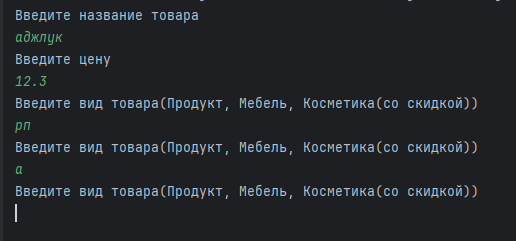 Введите название товара
аджлук
Введите цену
12.3
Введите вид товара(Продукт, Мебель, Косметика(со скидкой))
рп
Введите вид товара(Продукт, Мебель, Косметика(со скидкой))
а
Введите вид товара(Продукт, Мебель, Косметика(со скидкой))